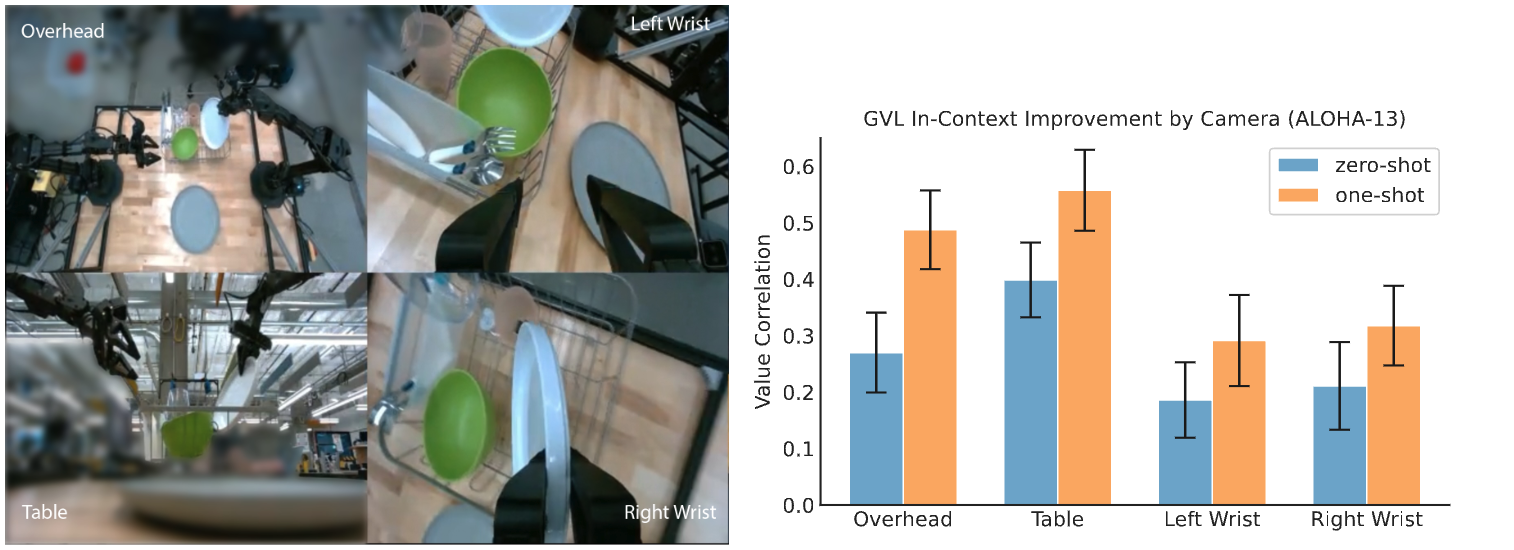 Overhead
Left Wrist
Table
Right Wrist
GVL In-Context Improvement by Camera (ALOHA-13)
zero-shot
one-shot
Value Correlation
0.6
0.5
0.4
0.3
0.2
0.1
0.0
Overhead Table Left Wrist Right Wrist